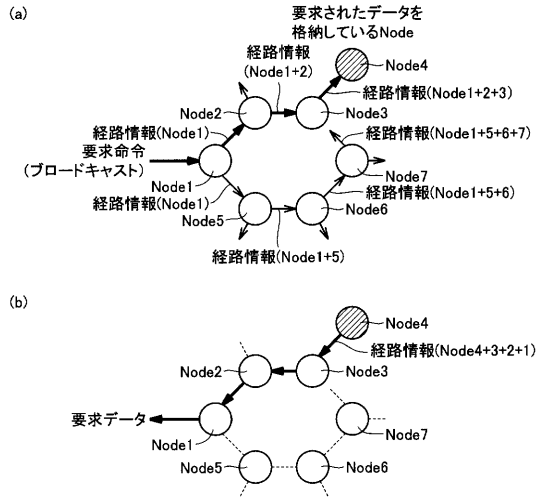 (a)
要求されたデータを
格納しているNode
経路情報
(Node1+2)
Node4
Node2
経路情報(Node1+2+3)
Node3
経路情報(Node1)
経路情報(Node1+5+6+7)
要求命令
(ブロードキャスト)
Node1
Node7
経路情報(Node1)
経路情報(Node1+5+6)
Node5
Node6
経路情報(Node1+5)
(b)
Node4
Node2
経路情報(Node4+3+2+1)
Node3
要求データ
Node1
Node7
Node5
Node6